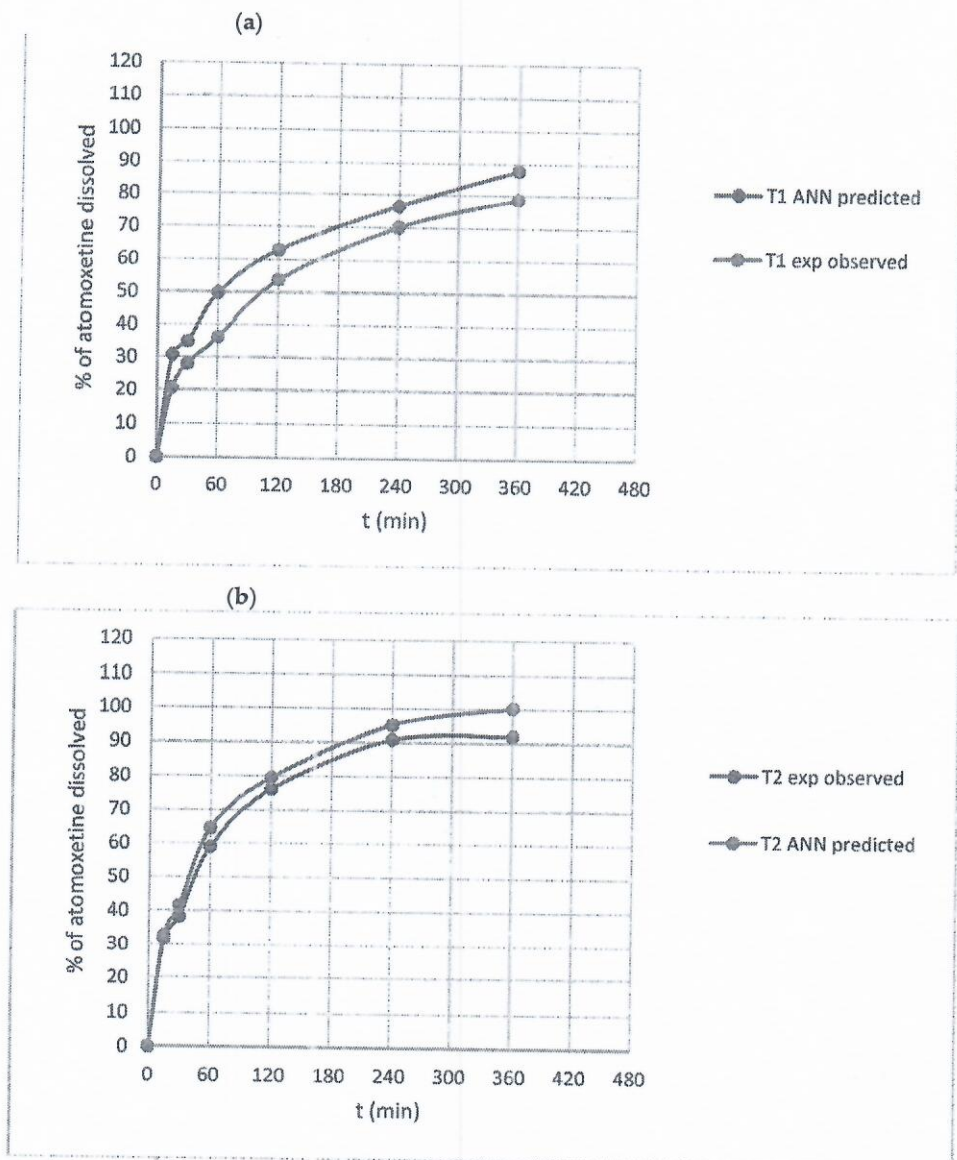 (a)
120
110
100
90
80
70
60
50
40
30
20
10
0
% of atomoxetine dissolved
0 60 120 180 240 300 360 420 480
t (min)
T1 ANN predicted
T1 exp observed
(b)
120
110
100
90
80
70
60
50
40
30
20
10
0
% of atomoxetine dissolved
0 60 120 180 240 300 360 420 480
t (min)
T2 exp observed
T2 ANN predicted